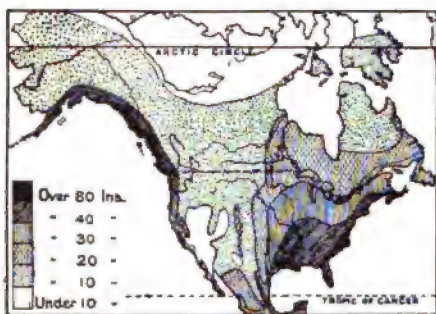 ARCTIC CIRCLE
Over 80 Ins.
" 40 "
" 30 "
" 20 "
" 10 "
Under 10 "
TROPIC OF CANCER